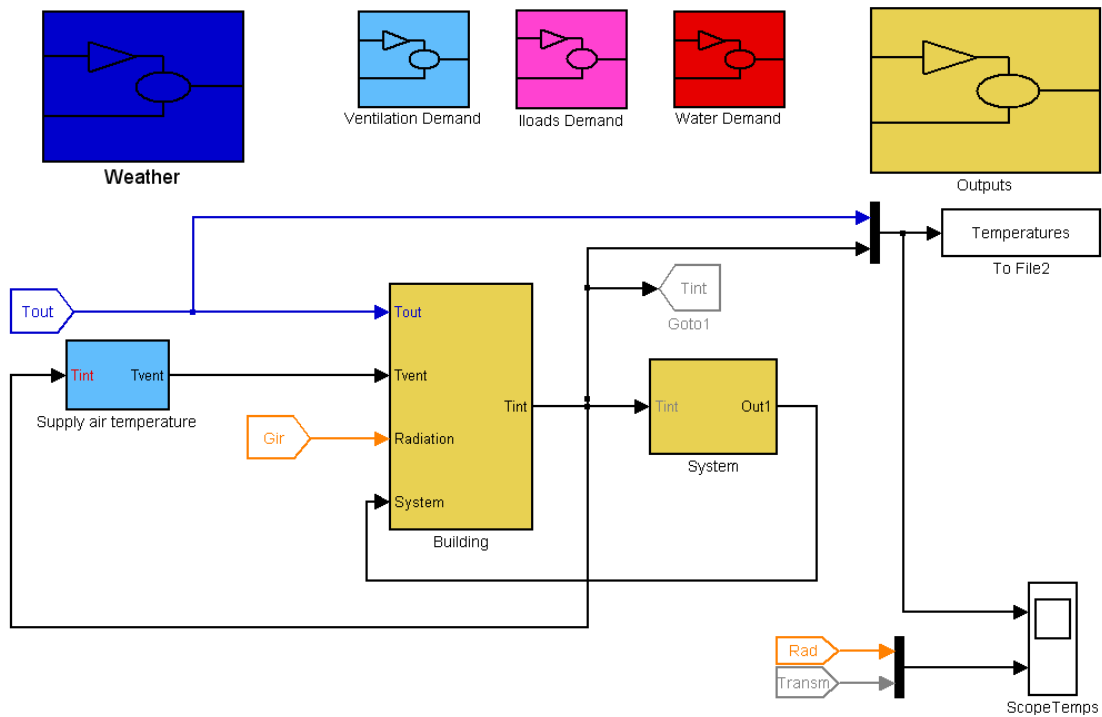 Weather
Ventilation Demand
Iloads Demand
Water Demand
Outputs
Temperatures
To File2
Tout
Tout
Tint
Goto1
Tint
Tvent
Supply air temperature
Tvent
Tint
Tint
Out1
System
Gir
Radiation
System
Building
Rad
Transm
ScopeTemps